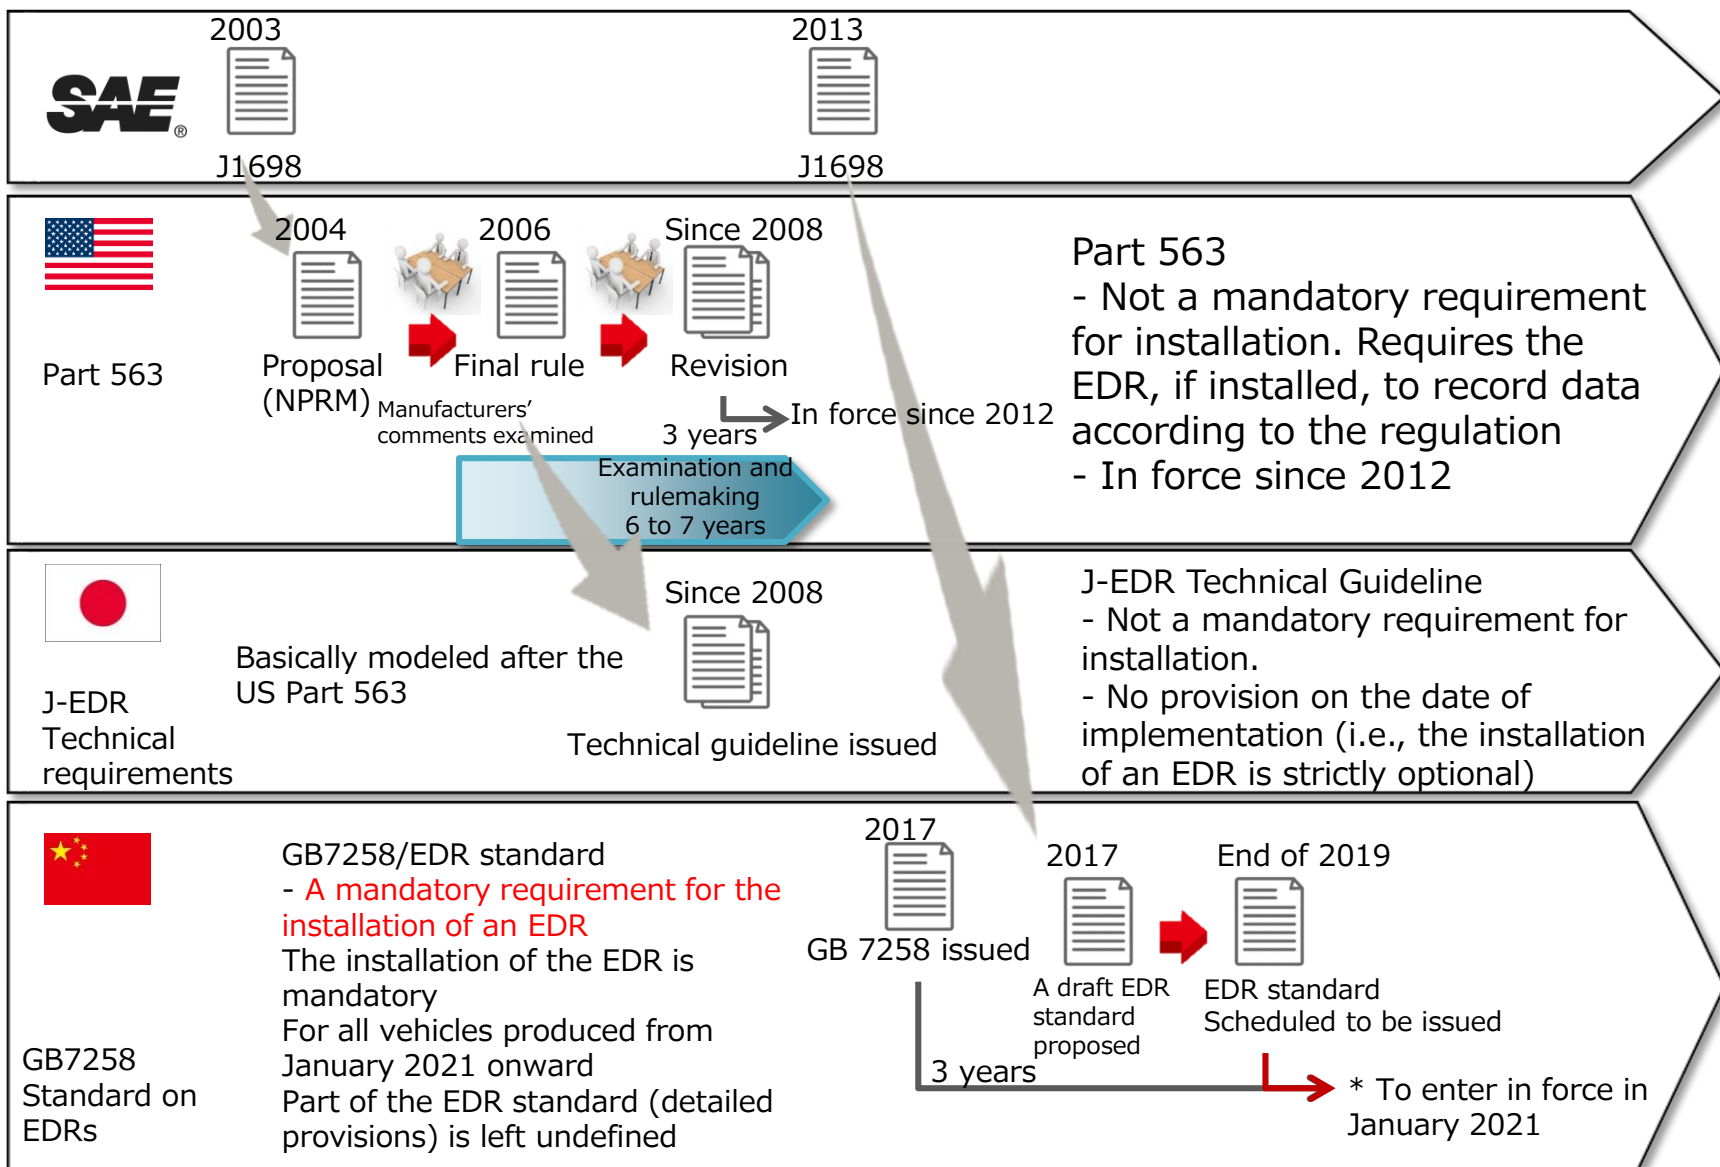 2003
2013
SAE®
J1698
J1698
2004
2006
Since 2008
Part 563
Proposal
(NPRM)
Final rule
Revision
Manufacturers’
comments examined
In force since 2012
3 years
Examination and
rulemaking
6 to 7 years
Part 563
- Not a mandatory requirement
for installation. Requires the
EDR, if installed, to record data
according to the regulation
- In force since 2012
J-EDR
Technical
requirements
Basically modeled after the
US Part 563
Since 2008
Technical guideline issued
J-EDR Technical Guideline
- Not a mandatory requirement for
installation.
- No provision on the date of
implementation (i.e., the installation
of an EDR is strictly optional)
GB7258
Standard on
EDRs
GB7258/EDR standard
- A mandatory requirement for the
installation of an EDR
The installation of the EDR is
mandatory
For all vehicles produced from
January 2021 onward
Part of the EDR standard (detailed
provisions) is left undefined
2017
GB 7258 issued
2017
A draft EDR
standard
proposed
End of 2019
EDR standard
Scheduled to be issued
3 years
* To enter in force in
January 2021